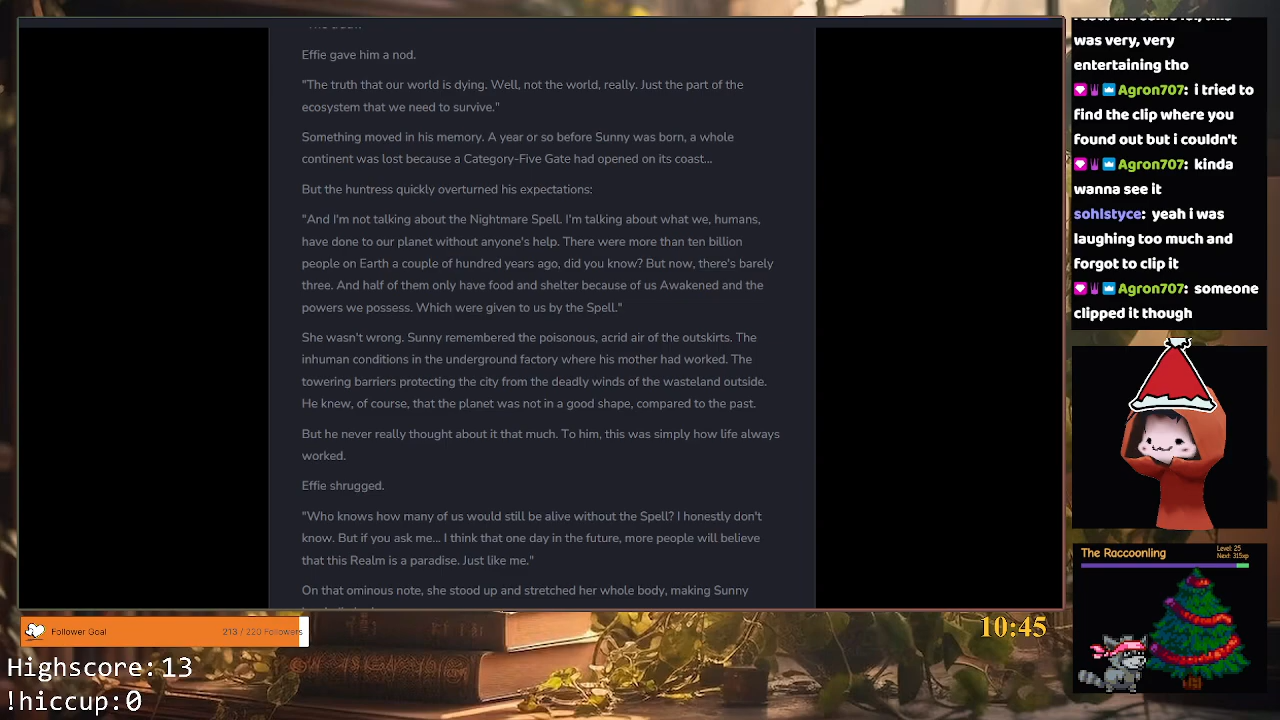 Effie gave him a nod.
"The truth that our world is dying. Well, not the world, really. Just the part of the
ecosystem that we need to survive."
Something moved in his memory. A year or so before Sunny was born, a whole
continent was lost because a Category-Five Gate had opened on its coast...
But the huntress quickly overturned his expectations:
"And I'm not talking about the Nightmare Spell. I'm talking about what we, humans,
have done to our planet without anyone's help. There were more than ten billion
people on Earth a couple of hundred years ago, did you know? But now, there's barely
three. And half of them only have food and shelter because of us Awakened and the
powers we possess. Which were given to us by the Spell."
She wasn't wrong. Sunny remembered the poisonous, acrid air of the outskirts. The
inhuman conditions in the underground factory where his mother had worked. The
towering barriers protecting the city from the deadly winds of the wasteland outside.
He knew, of course, that the planet was not in a good shape, compared to the past.
But he never really thought about it that much. To him, this was simply how life always
worked.
Effie shrugged.
"Who knows how many of us would still be alive without the Spell? I honestly don't
know. But if you ask me... I think that one day in the future, more people will believe
that this Realm is a paradise. Just like me."
On that ominous note, she stood up and stretched her whole body, making Sunny
was very, very
entertaining tho
Agron707: i tried to
find the clip where you
found out but i couldn't
Agron707: kinda
wanna see it
sohlstyce: yeah i was
laughing too much and
forgot to clip it
Agron707: someone
clipped it though
The Raccoonling
Level: 25
Next: 315xp
Follower Goal
213 / 220 Followers
10:45
Highscore:13
!hiccup:0